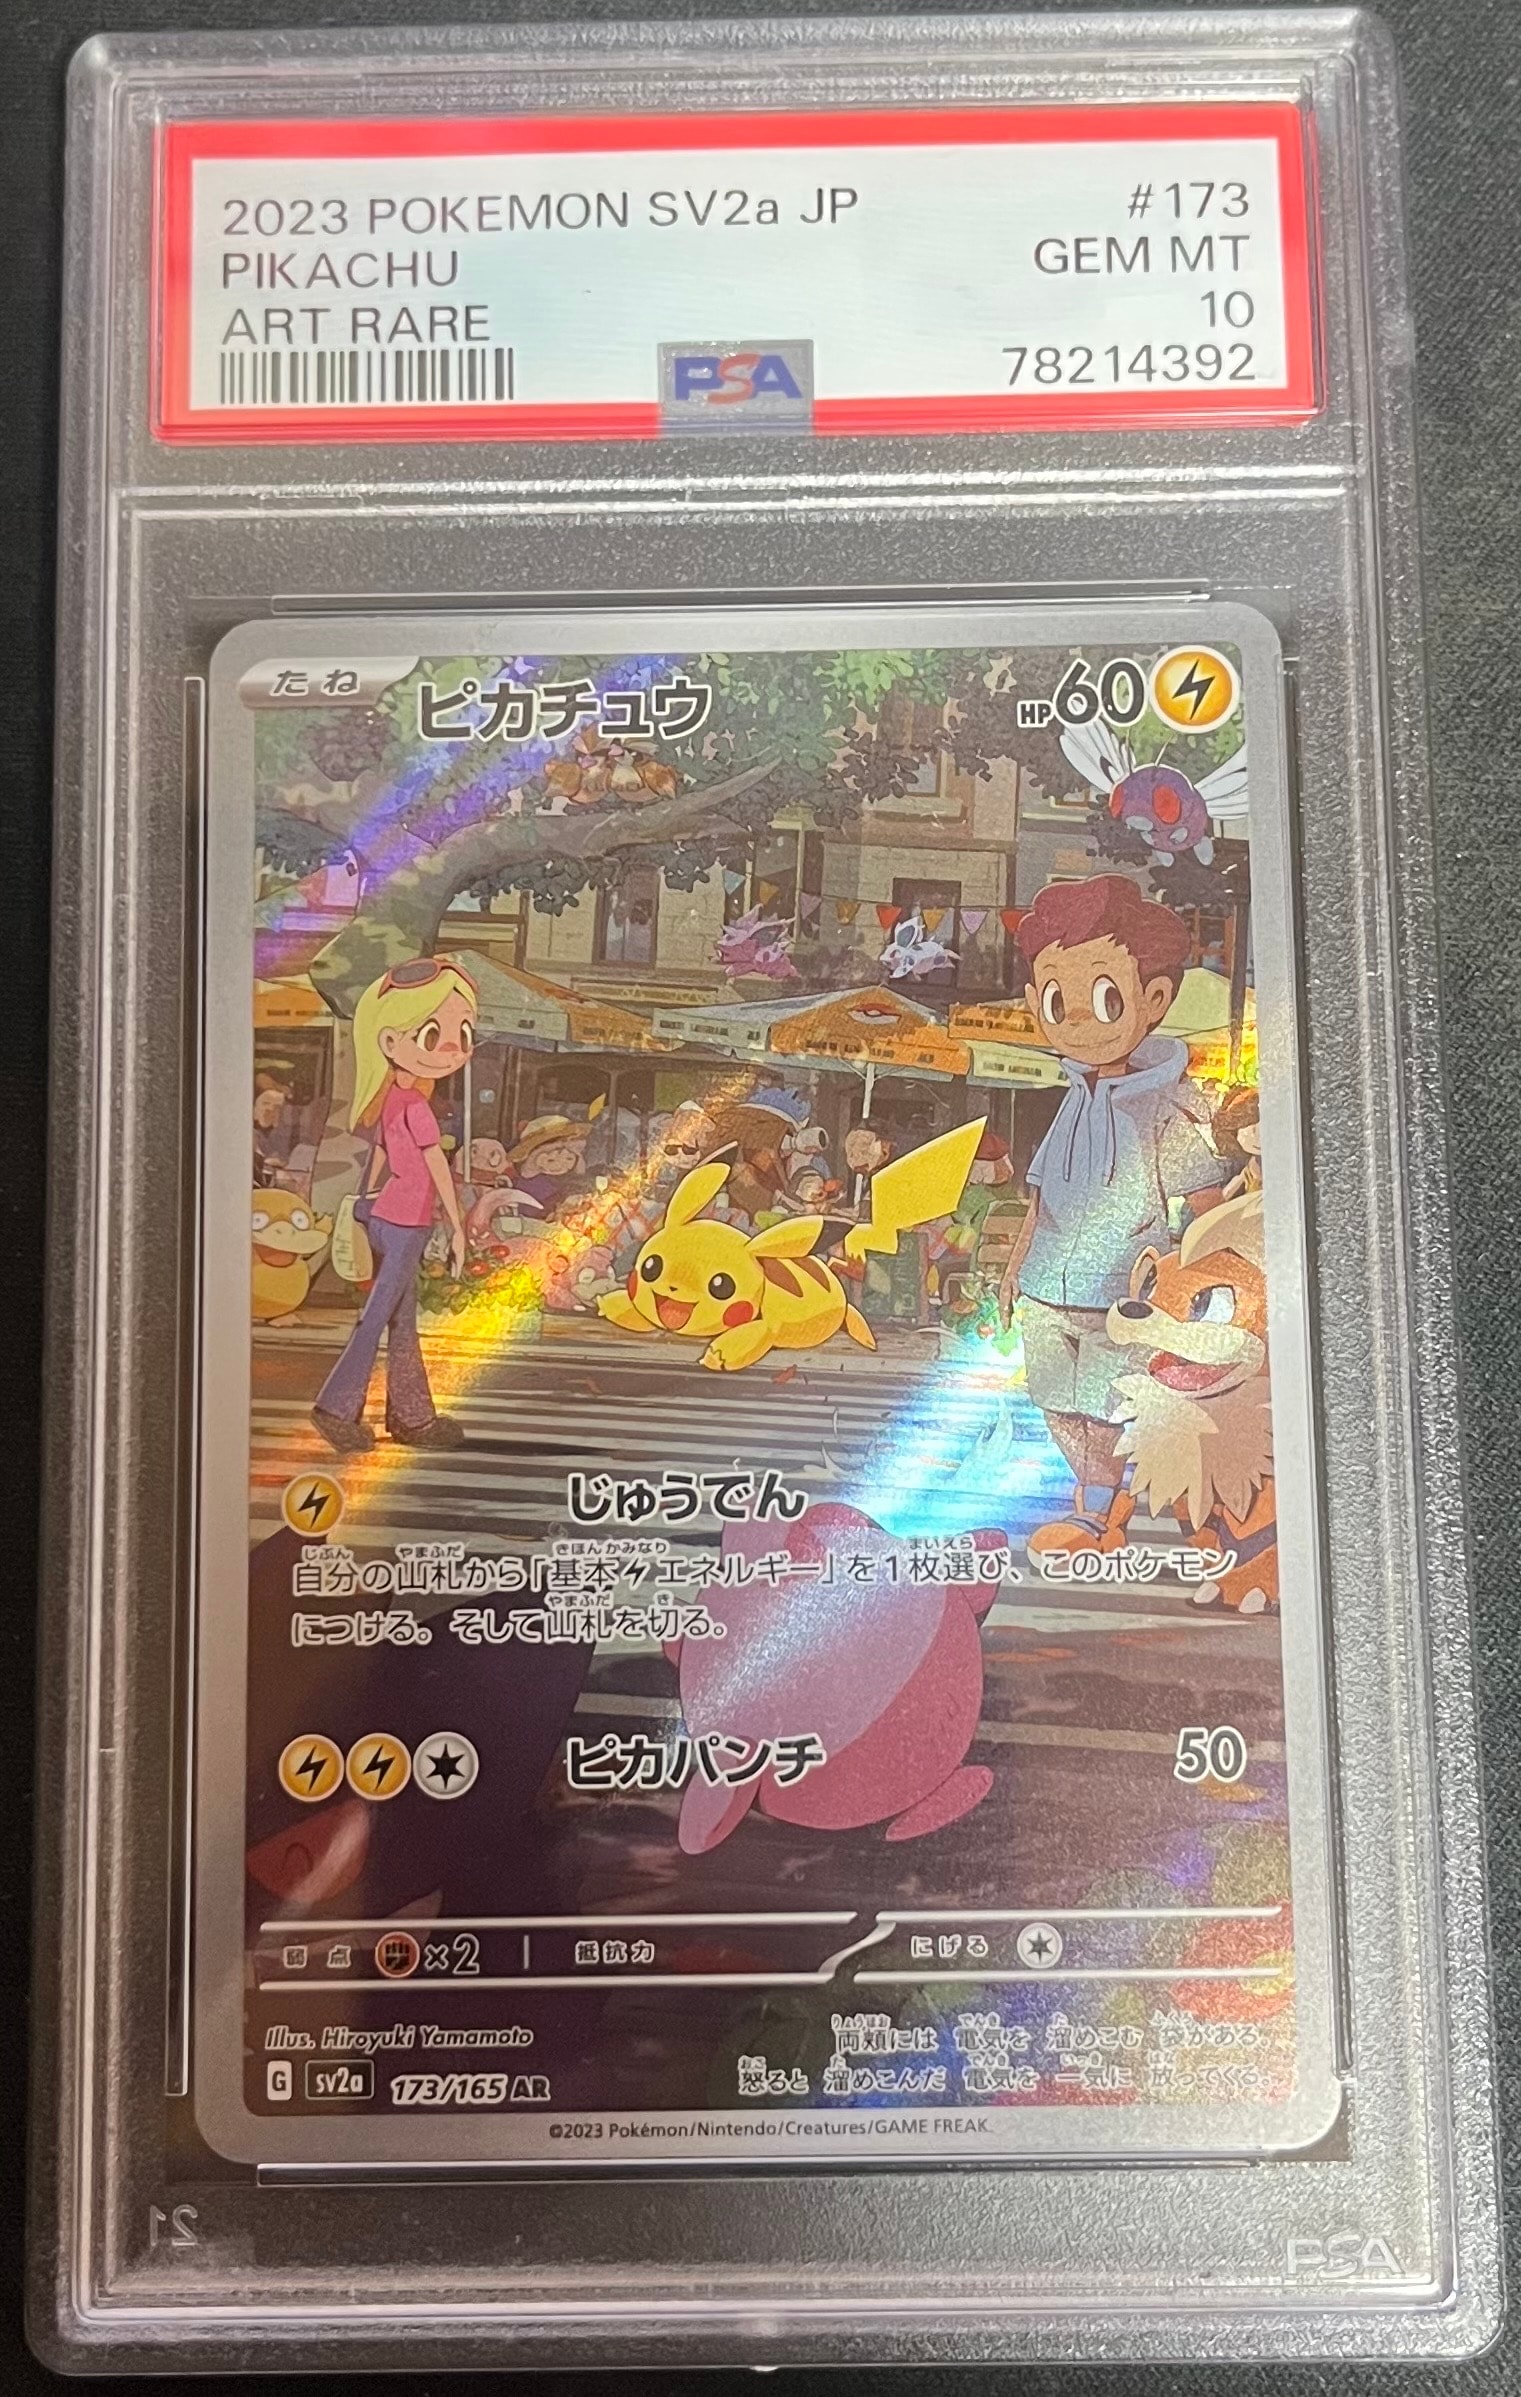 2023 POKEMON SV2a JP #173
PIKACHU GEM MT
ART RARE 10
PSA 78214392
たね ピカチュウ HP60
じゅうでん
自分の山札から「基本エネルギー」を1枚選び、このポケモン
につける。そして山札を切る。
ピカパンチ 50
弱点 ×2 抵抗力 にげる
Illus. Hiroyuki Yamamoto
両頬には 電気を 溜めこむ 袋がある。
怒ると 溜めこんだ 電気を 一気に 放ってくる。
G sv2a 173/165 AR
©2023 Pokémon/Nintendo/Creatures/GAME FREAK
21
PSA